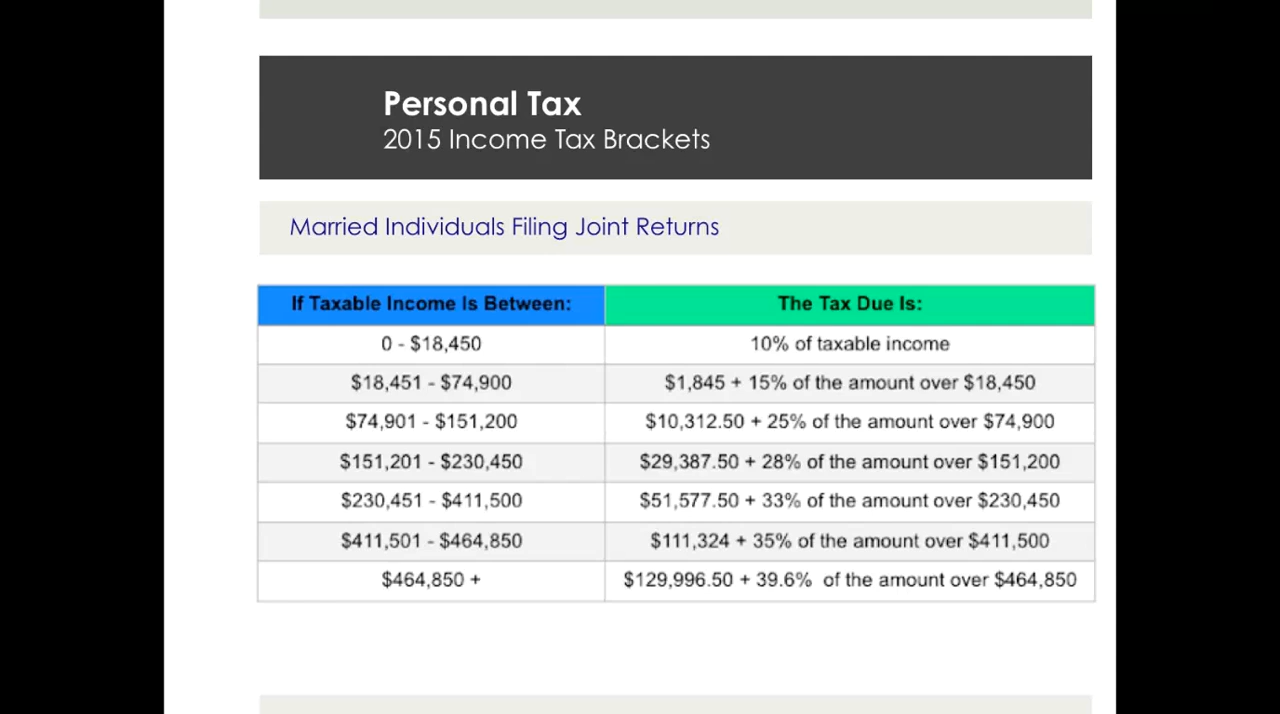 Personal Tax
2015 Income Tax Brackets
Married Individuals Filing Joint Returns
If Taxable Income Is Between: The Tax Due Is:
0 - $18,450 10% of taxable income
$18,451 - $74,900 $1,845 + 15% of the amount over $18,450
$74,901 - $151,200 $10,312.50 + 25% of the amount over $74,900
$151,201 - $230,450 $29,387.50 + 28% of the amount over $151,200
$230,451 - $411,500 $51,577.50 + 33% of the amount over $230,450
$411,501 - $464,850 $111,324 + 35% of the amount over $411,500
$464,850 + $129,996.50 + 39.6% of the amount over $464,850